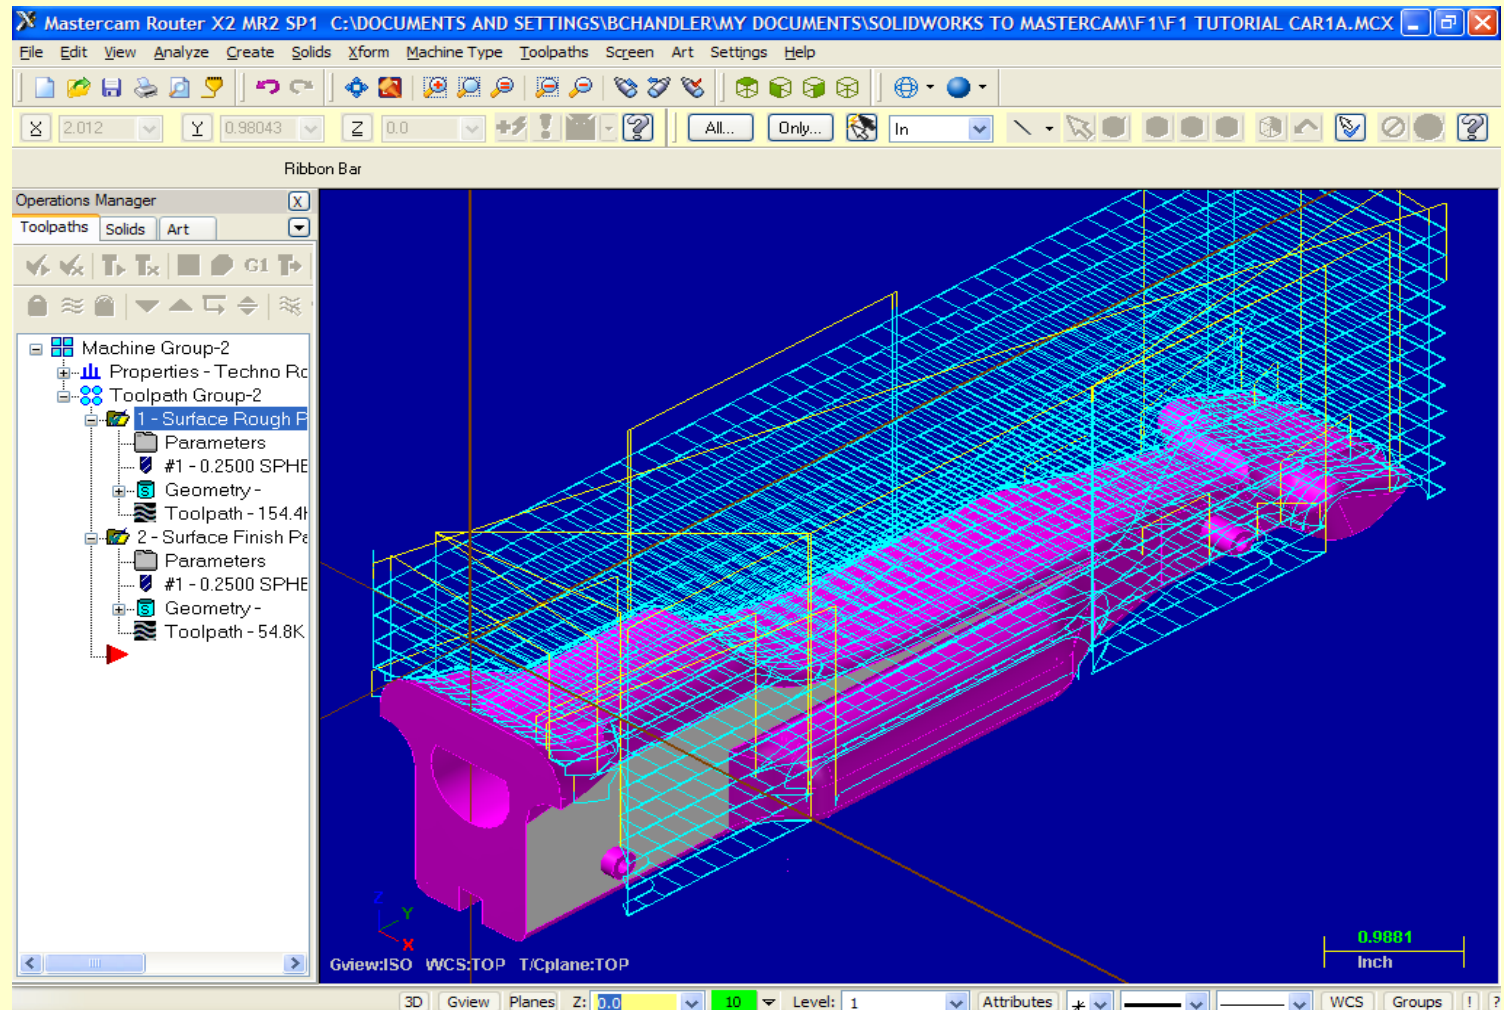 Mastercam Router X2 MR2 SP1 C:\DOCUMENTS AND SETTINGS\BCHANDLER\MY DOCUMENTS\SOLIDWORKS TO MASTERCAM\F1\F1 TUTORIAL CAR1A.MCX
File Edit View Analyze Create Solids Xform Machine Type Toolpaths Screen Art Settings Help
X 2.012 Y 0.98043 Z 0.0 All... Only... In
Ribbon Bar
Operations Manager
Toolpaths Solids Art
G1
Machine Group-2
Properties - Techno Ro
Toolpath Group-2
1 - Surface Rough P
Parameters
#1 - 0.2500 SPHE
Geometry -
Toolpath - 154.4K
2 - Surface Finish Pa
Parameters
#1 - 0.2500 SPHE
Geometry -
Toolpath - 54.8K
Z
Y
X
0.9881
Inch
Gview:ISO WCS:TOP T/Cplane:TOP
3D Gview Planes Z: 0.0 10 Level: 1 Attributes WCS Groups ! ?